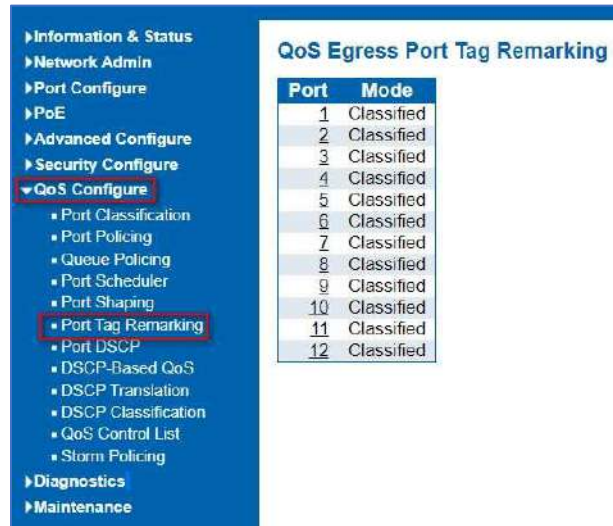 Information & Status
Network Admin
Port Configure
PoE
Advanced Configure
Security Configure
QoS Configure
Port Classification
Port Policing
Queue Policing
Port Scheduler
Port Shaping
Port Tag Remarking
Port DSCP
DSCP-Based QoS
DSCP Translation
DSCP Classification
QoS Control List
Storm Policing
Diagnostics
Maintenance
QoS Egress Port Tag Remarking
Port Mode
1 Classified
2 Classified
3 Classified
4 Classified
5 Classified
6 Classified
7 Classified
8 Classified
9 Classified
10 Classified
11 Classified
12 Classified